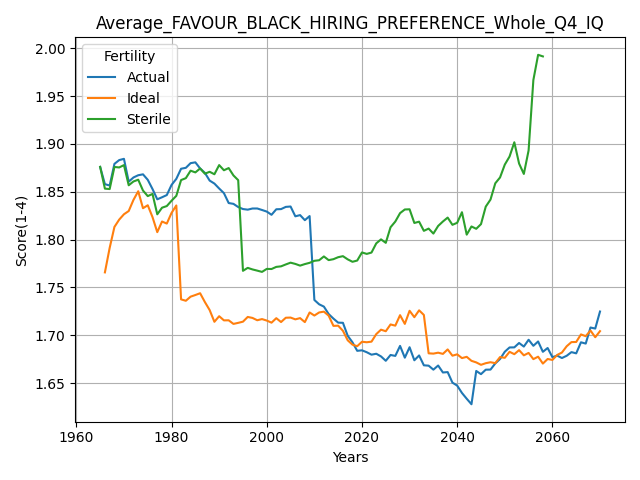 Average_FAVOUR_BLACK_HIRING_PREFERENCE_Whole_Q4_IQ
Fertility
Actual
Ideal
Sterile
Score(1-4)
2.00
1.95
1.90
1.85
1.80
1.75
1.70
1.65
1960 1980 2000 2020 2040 2060
Years